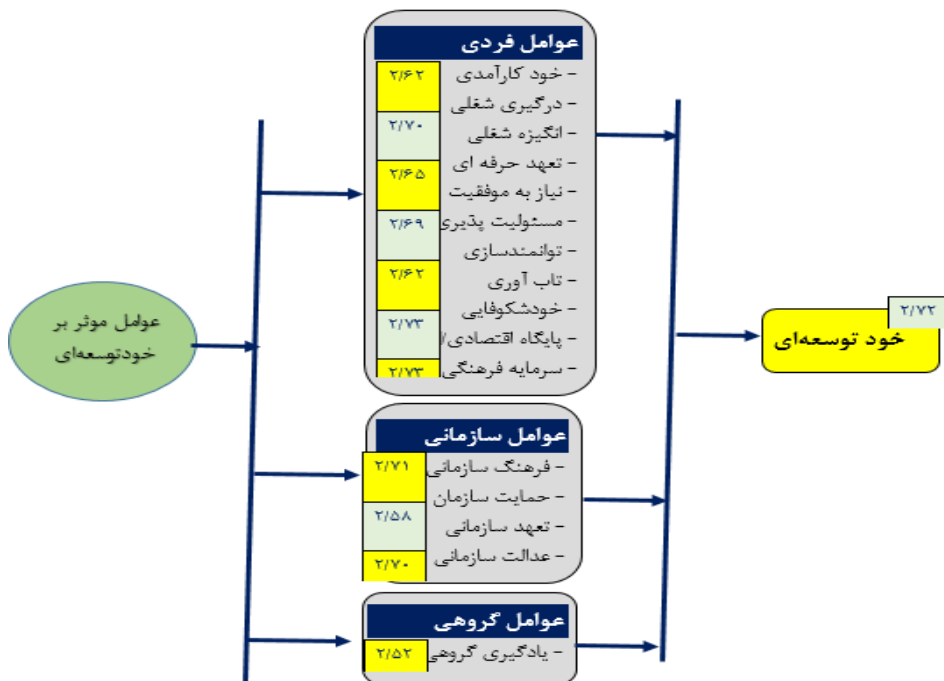 عوامل موثر بر
خودتوسعه‌ای
عوامل فردی
- خود کارآمدی
- درگیری شغلی
- انگیزه شغلی
- تعهد حرفه ای
- نیاز به موفقیت
- مسئولیت پذیری
- توانمندسازی
- تاب آوری
- خودشکوفایی
- پایگاه اقتصادی/
- سرمایه فرهنگی
۲/۶۲
۲/۷۰
۲/۶۵
۲/۶۹
۲/۶۲
۲/۷۳
۲/۷۳
عوامل سازمانی
- فرهنگ سازمانی
- حمایت سازمان
- تعهد سازمانی
- عدالت سازمانی
۲/۷۱
۲/۵۸
۲/۷۰
عوامل گروهی
- یادگیری گروهی
۲/۵۲
۲/۷۲
خود توسعه‌ای